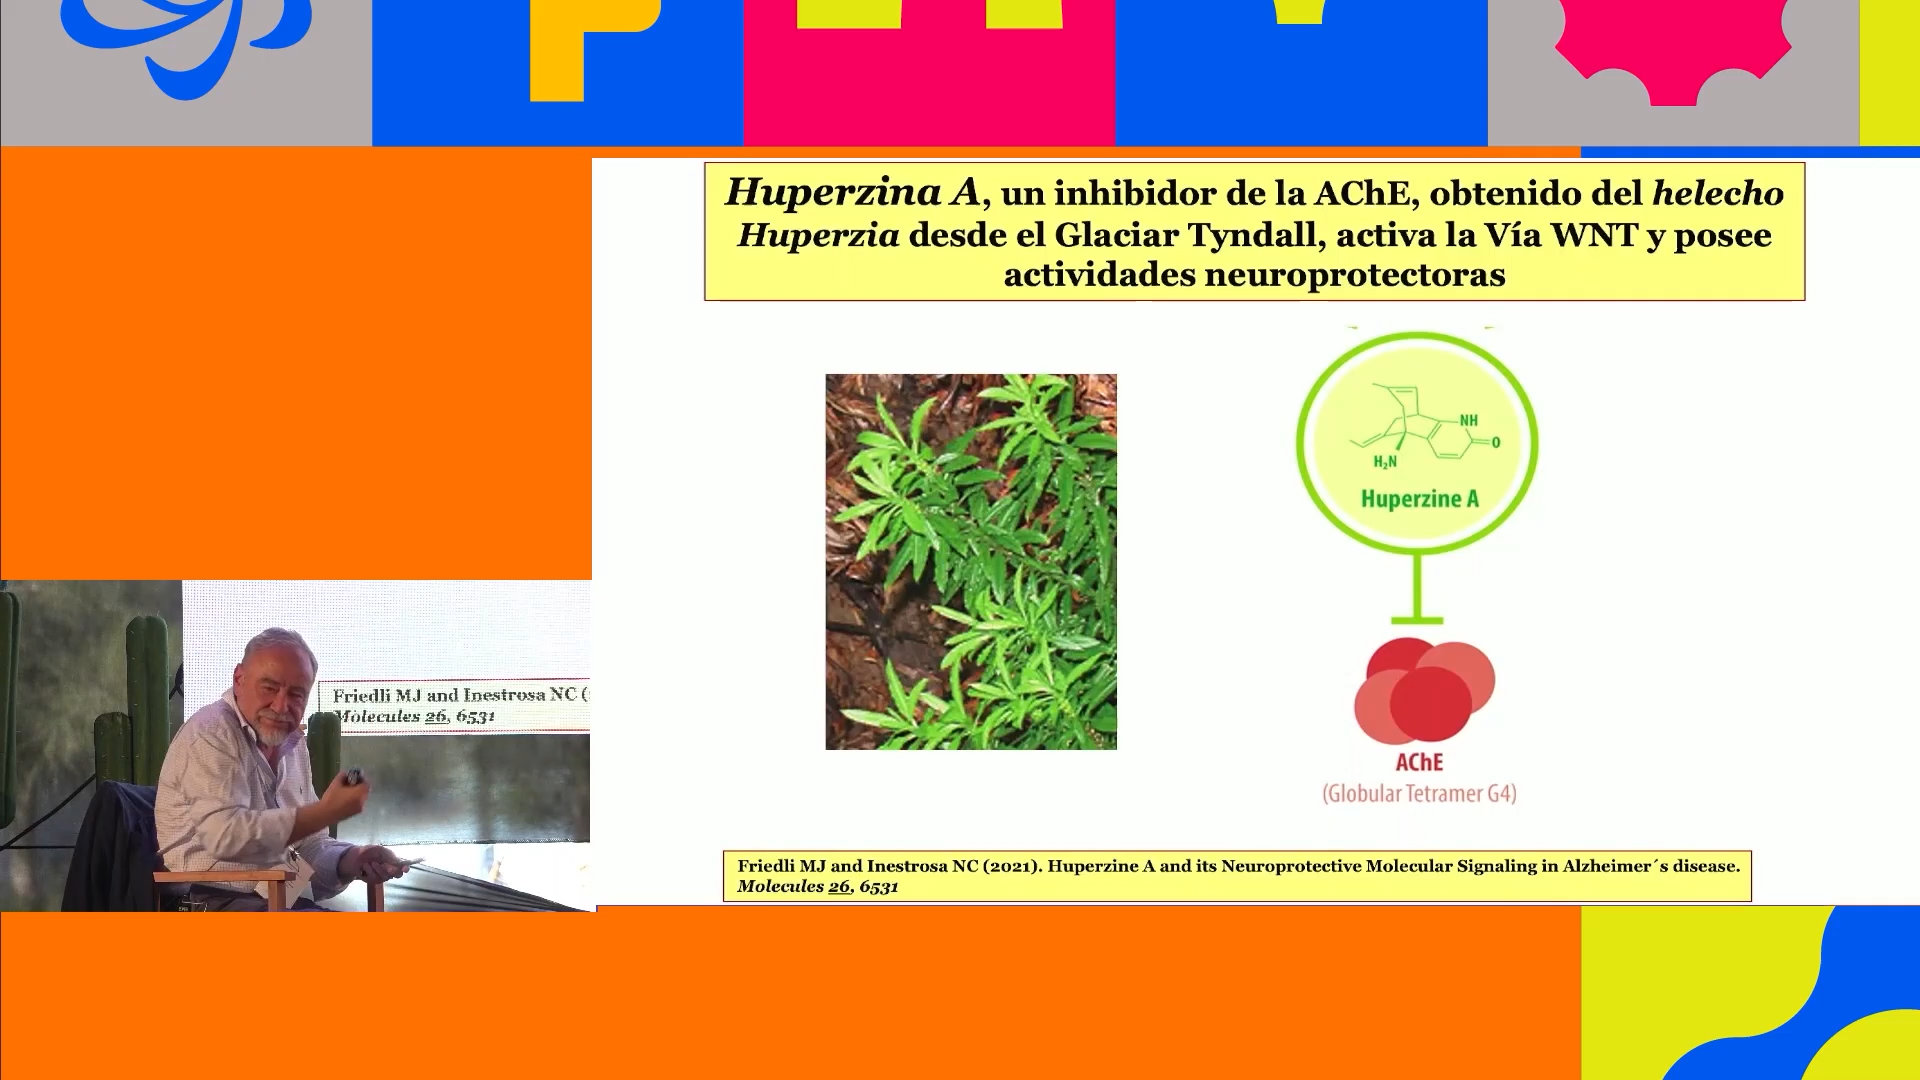 Huperzina A, un inhibidor de la AChE, obtenido del helecho
Huperzia desde el Glaciar Tyndall, activa la Vía WNT y posee
actividades neuroprotectoras
NH
O
H₂N
Huperzine A
AChE
(Globular Tetramer G4)
Friedli MJ and Inestrosa NC (2021). Huperzine A and its Neuroprotective Molecular Signaling in Alzheimer´s disease.
Molecules 26, 6531
Friedli MJ and Inestrosa NC (
Molecules 26, 6531